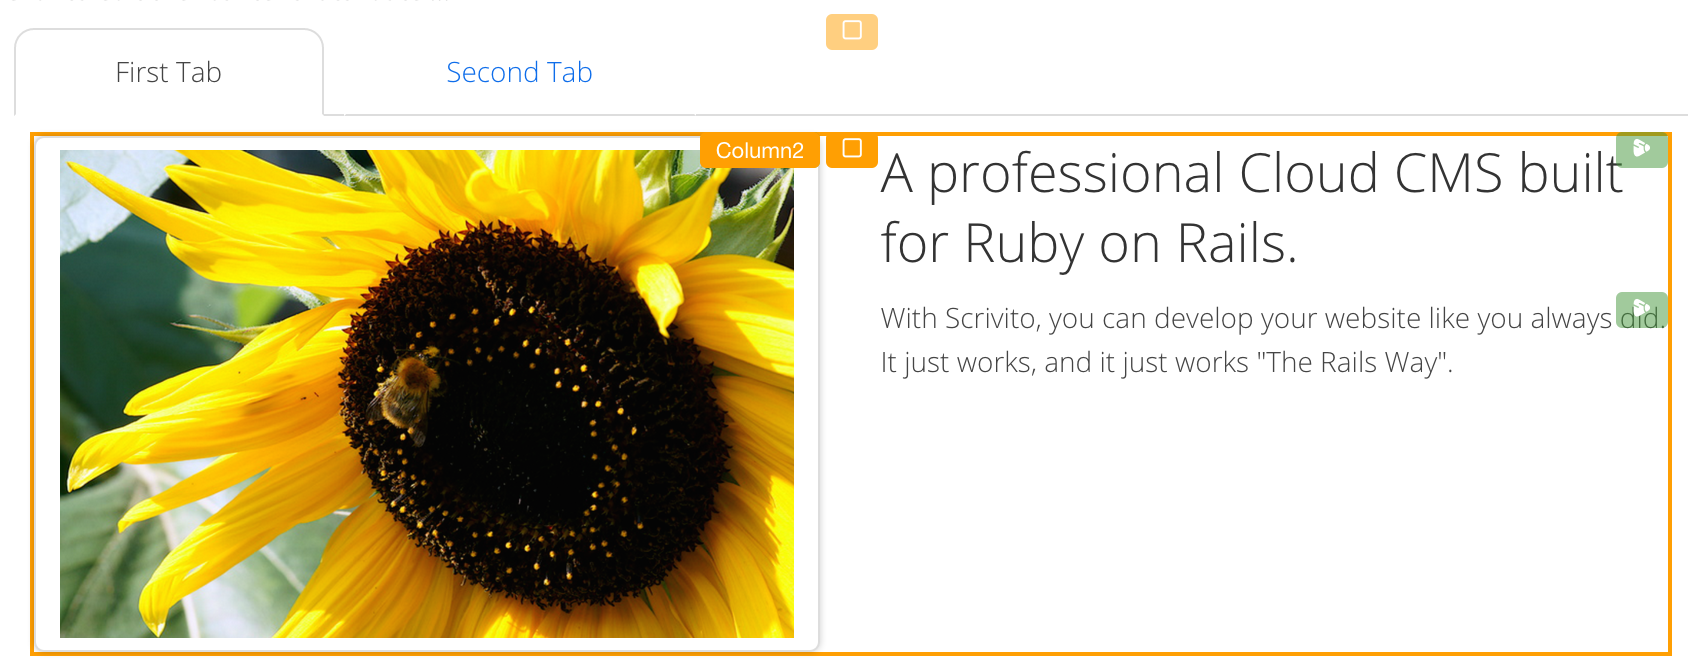 First Tab
Second Tab
Column2
A professional Cloud CMS built
for Ruby on Rails.
With Scrivito, you can develop your website like you always did.
It just works, and it just works "The Rails Way".